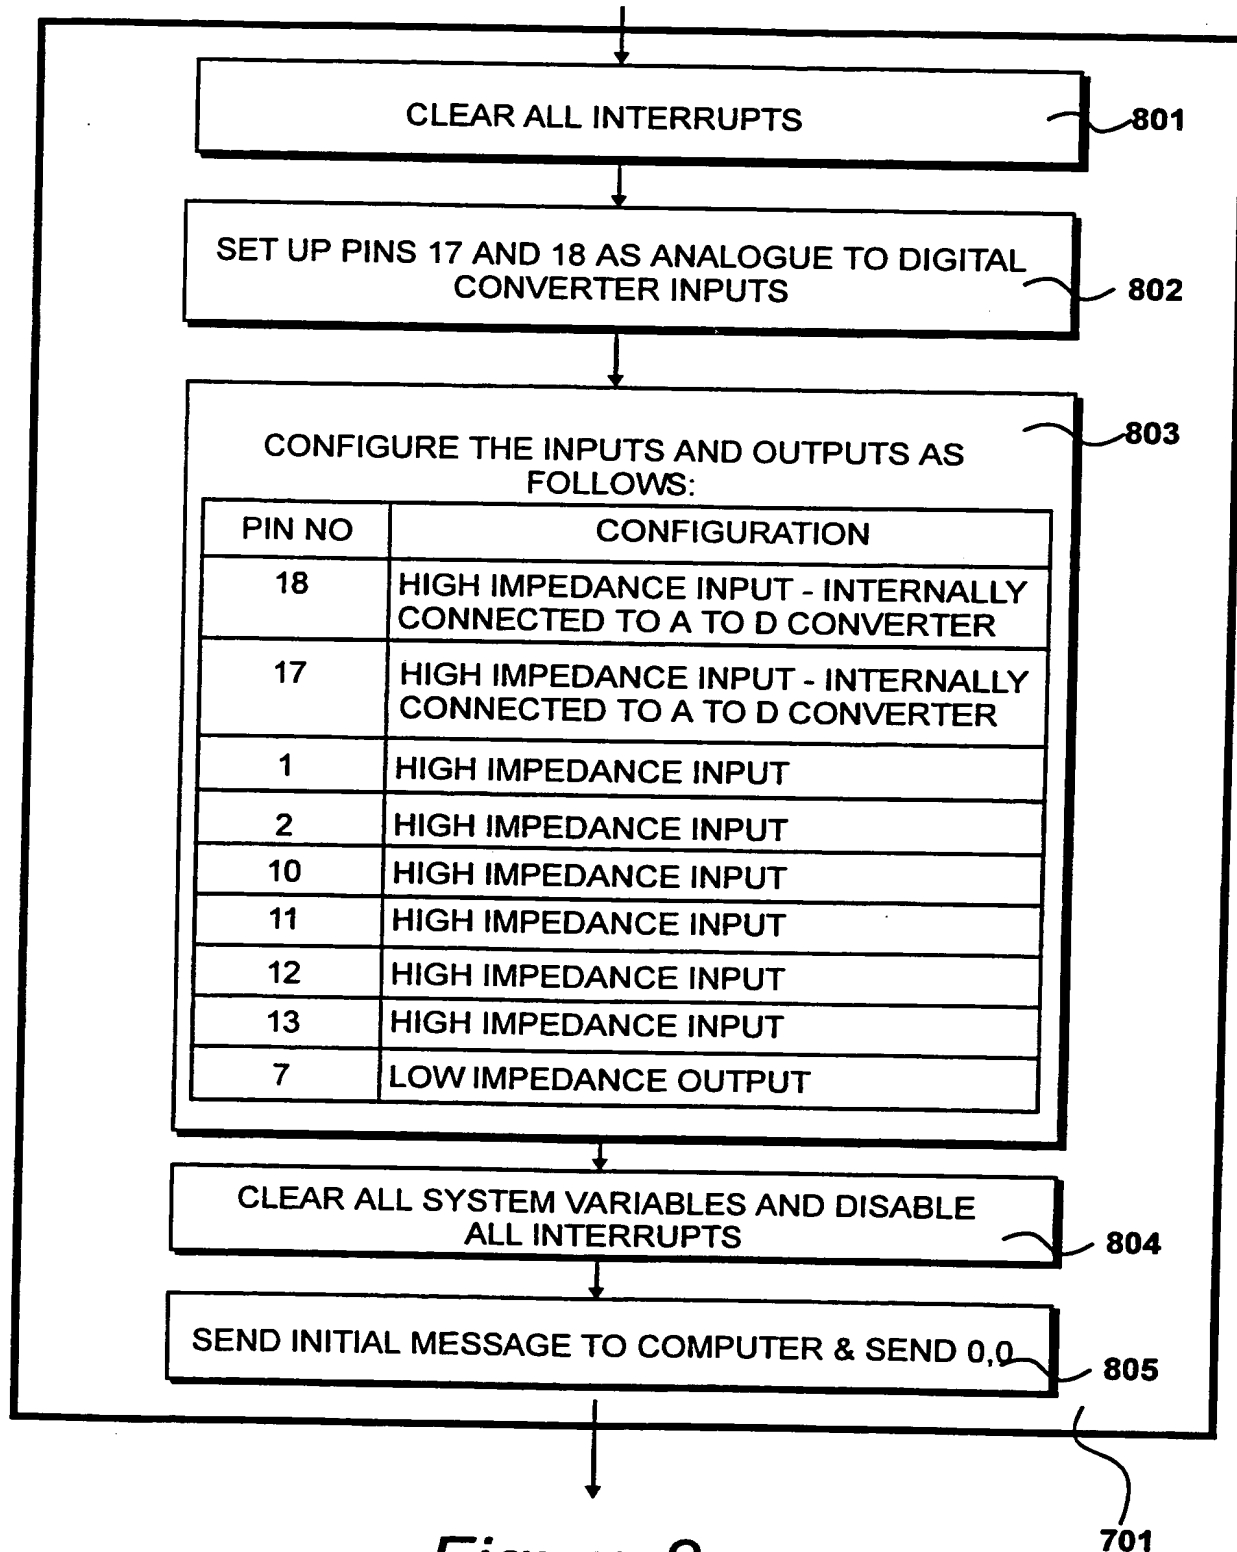 CLEAR ALL INTERRUPTS
801
SET UP PINS 17 AND 18 AS ANALOGUE TO DIGITAL
CONVERTER INPUTS
802
803
CONFIGURE THE INPUTS AND OUTPUTS AS
FOLLOWS:
PIN NO CONFIGURATION
18 HIGH IMPEDANCE INPUT - INTERNALLY
CONNECTED TO A TO D CONVERTER
17 HIGH IMPEDANCE INPUT - INTERNALLY
CONNECTED TO A TO D CONVERTER
1 HIGH IMPEDANCE INPUT
2 HIGH IMPEDANCE INPUT
10 HIGH IMPEDANCE INPUT
11 HIGH IMPEDANCE INPUT
12 HIGH IMPEDANCE INPUT
13 HIGH IMPEDANCE INPUT
7 LOW IMPEDANCE OUTPUT
CLEAR ALL SYSTEM VARIABLES AND DISABLE
ALL INTERRUPTS
804
SEND INITIAL MESSAGE TO COMPUTER & SEND 0,0
805
701